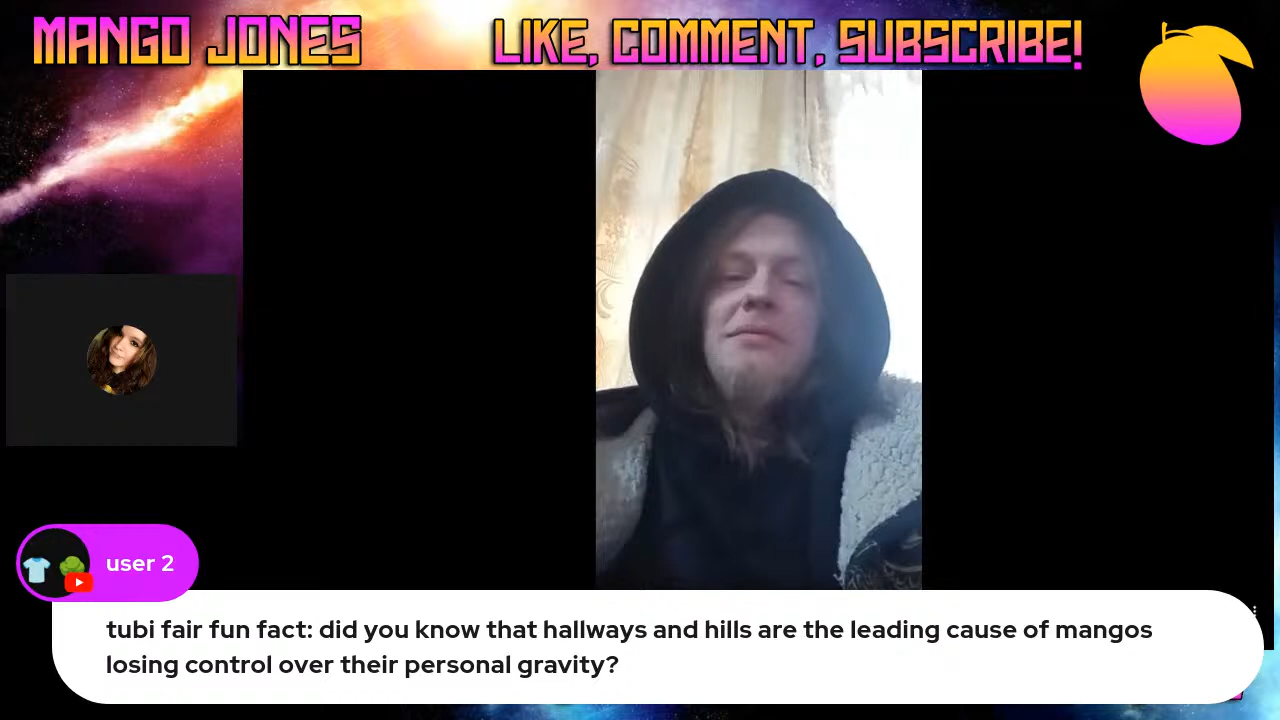 MANGO JONES
LIKE, COMMENT, SUBSCRIBE!
user 2
tubi fair fun fact: did you know that hallways and hills are the leading cause of mangos
losing control over their personal gravity?